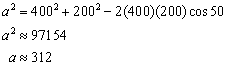 a² = 400² + 200² − 2(400)(200) cos 50
a² ≈ 97154
a ≈ 312